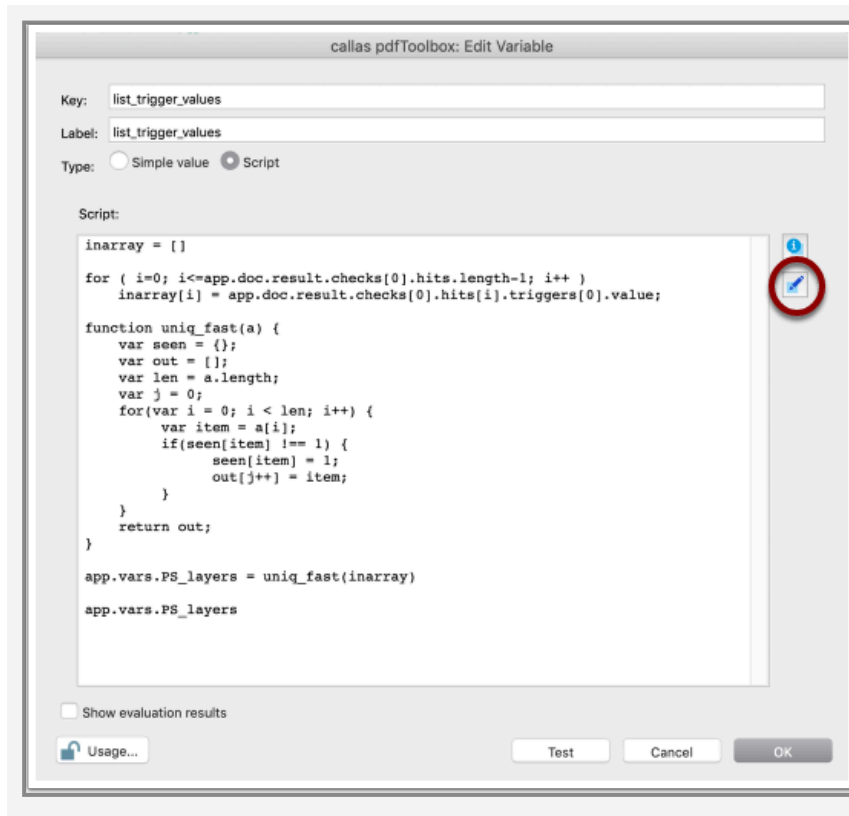 callas pdfToolbox: Edit Variable
Key: list_trigger_values
Label: list_trigger_values
Type: Simple value Script
Script:
inarray = []
for ( i=0; i<=app.doc.result.checks[0].hits.length-1; i++ )
inarray[i] = app.doc.result.checks[0].hits[i].triggers[0].value;
function uniq_fast(a) {
var seen = {};
var out = [];
var len = a.length;
var j = 0;
for(var i = 0; i < len; i++) {
var item = a[i];
if(seen[item] !== 1) {
seen[item] = 1;
out[j++] = item;
}
}
return out;
}
app.vars.PS_layers = uniq_fast(inarray)
app.vars.PS_layers
Show evaluation results
Usage... Test Cancel OK